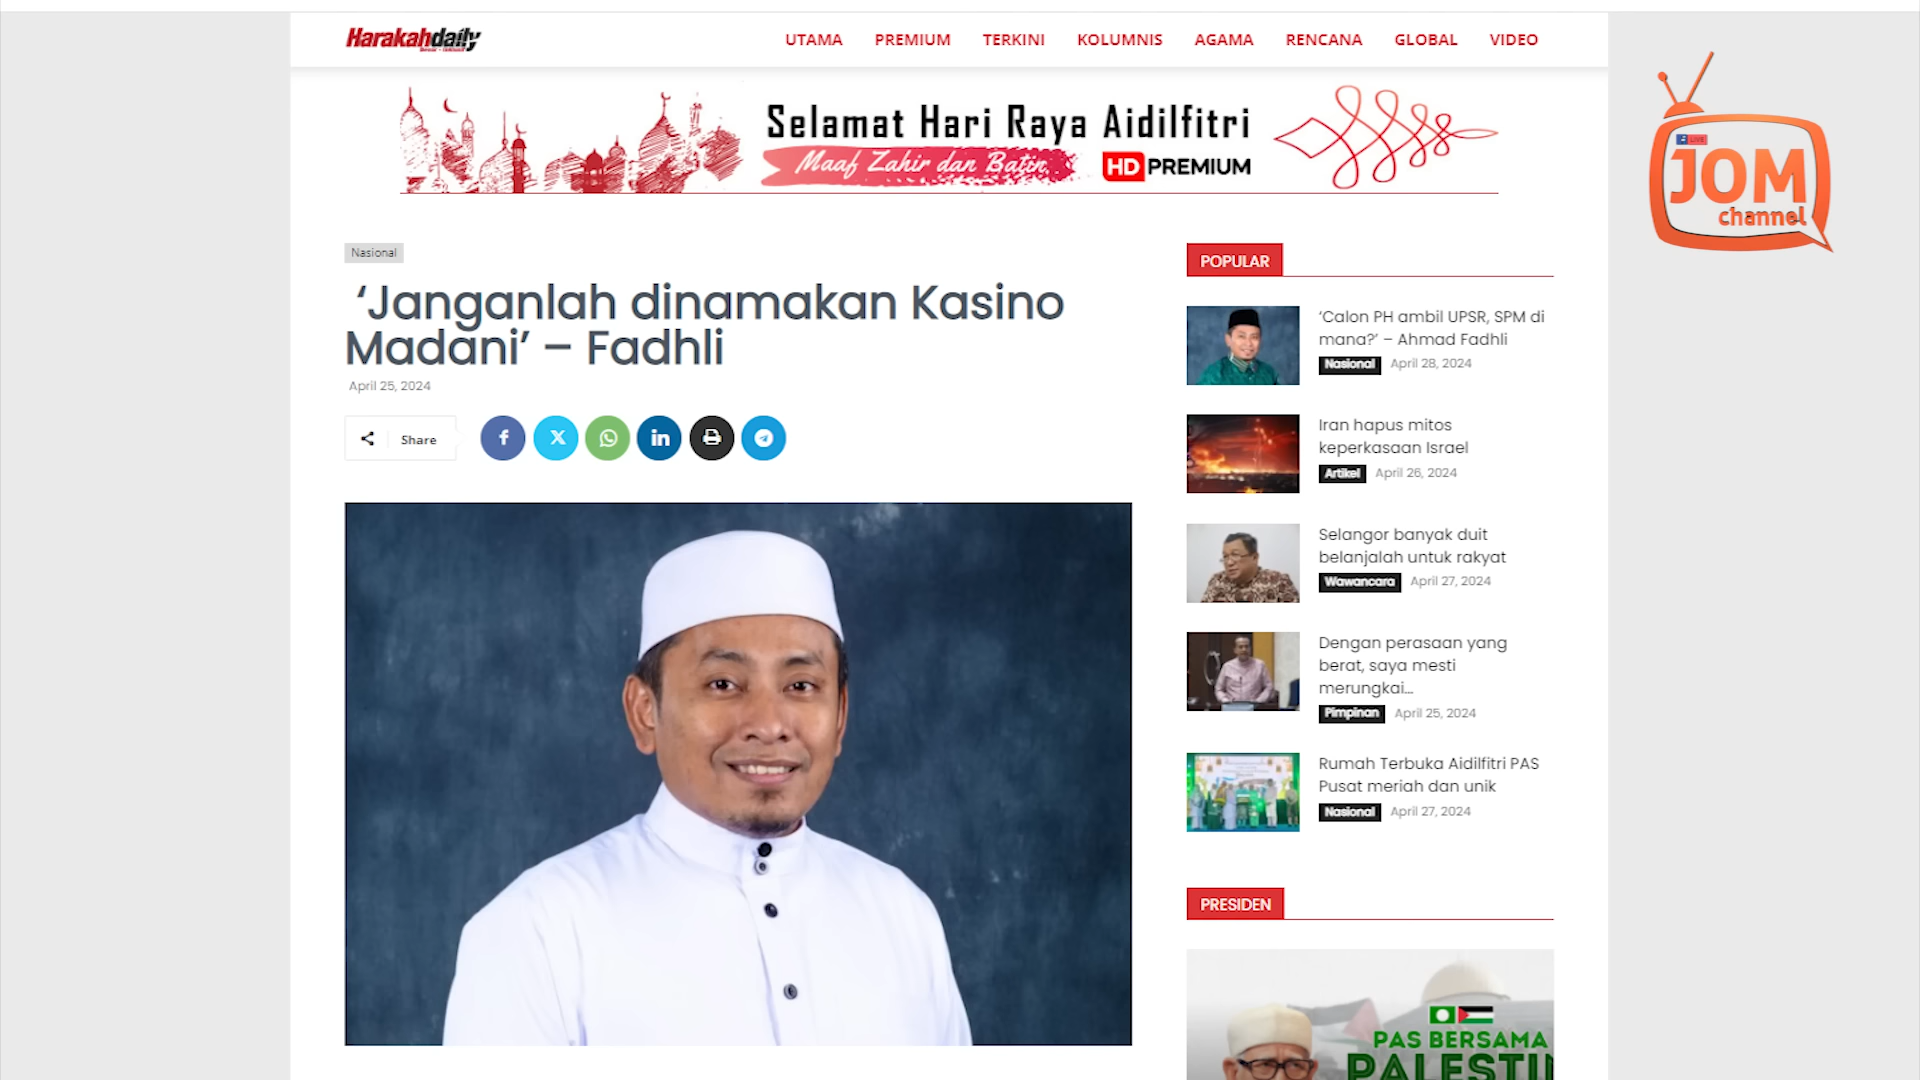 Harakahdaily
UTAMA PREMIUM TERKINI KOLUMNIS AGAMA RENCANA GLOBAL VIDEO
Selamat Hari Raya Aidilfitri
Maaf Zahir dan Batin
HD PREMIUM
LIVE
JOM
channel
Nasional
‘Janganlah dinamakan Kasino
Madani’ – Fadhli
April 25, 2024
Share
POPULAR
‘Calon PH ambil UPSR, SPM di
mana?’ – Ahmad Fadhli
Nasional April 28, 2024
Iran hapus mitos
keperkasaan Israel
Artikel April 26, 2024
Selangor banyak duit
belanjalah untuk rakyat
Wawancara April 27, 2024
Dengan perasaan yang
berat, saya mesti
merungkai...
Pimpinan April 25, 2024
Rumah Terbuka Aidilfitri PAS
Pusat meriah dan unik
Nasional April 27, 2024
PRESIDEN
PAS BERSAMA
PALESTIN